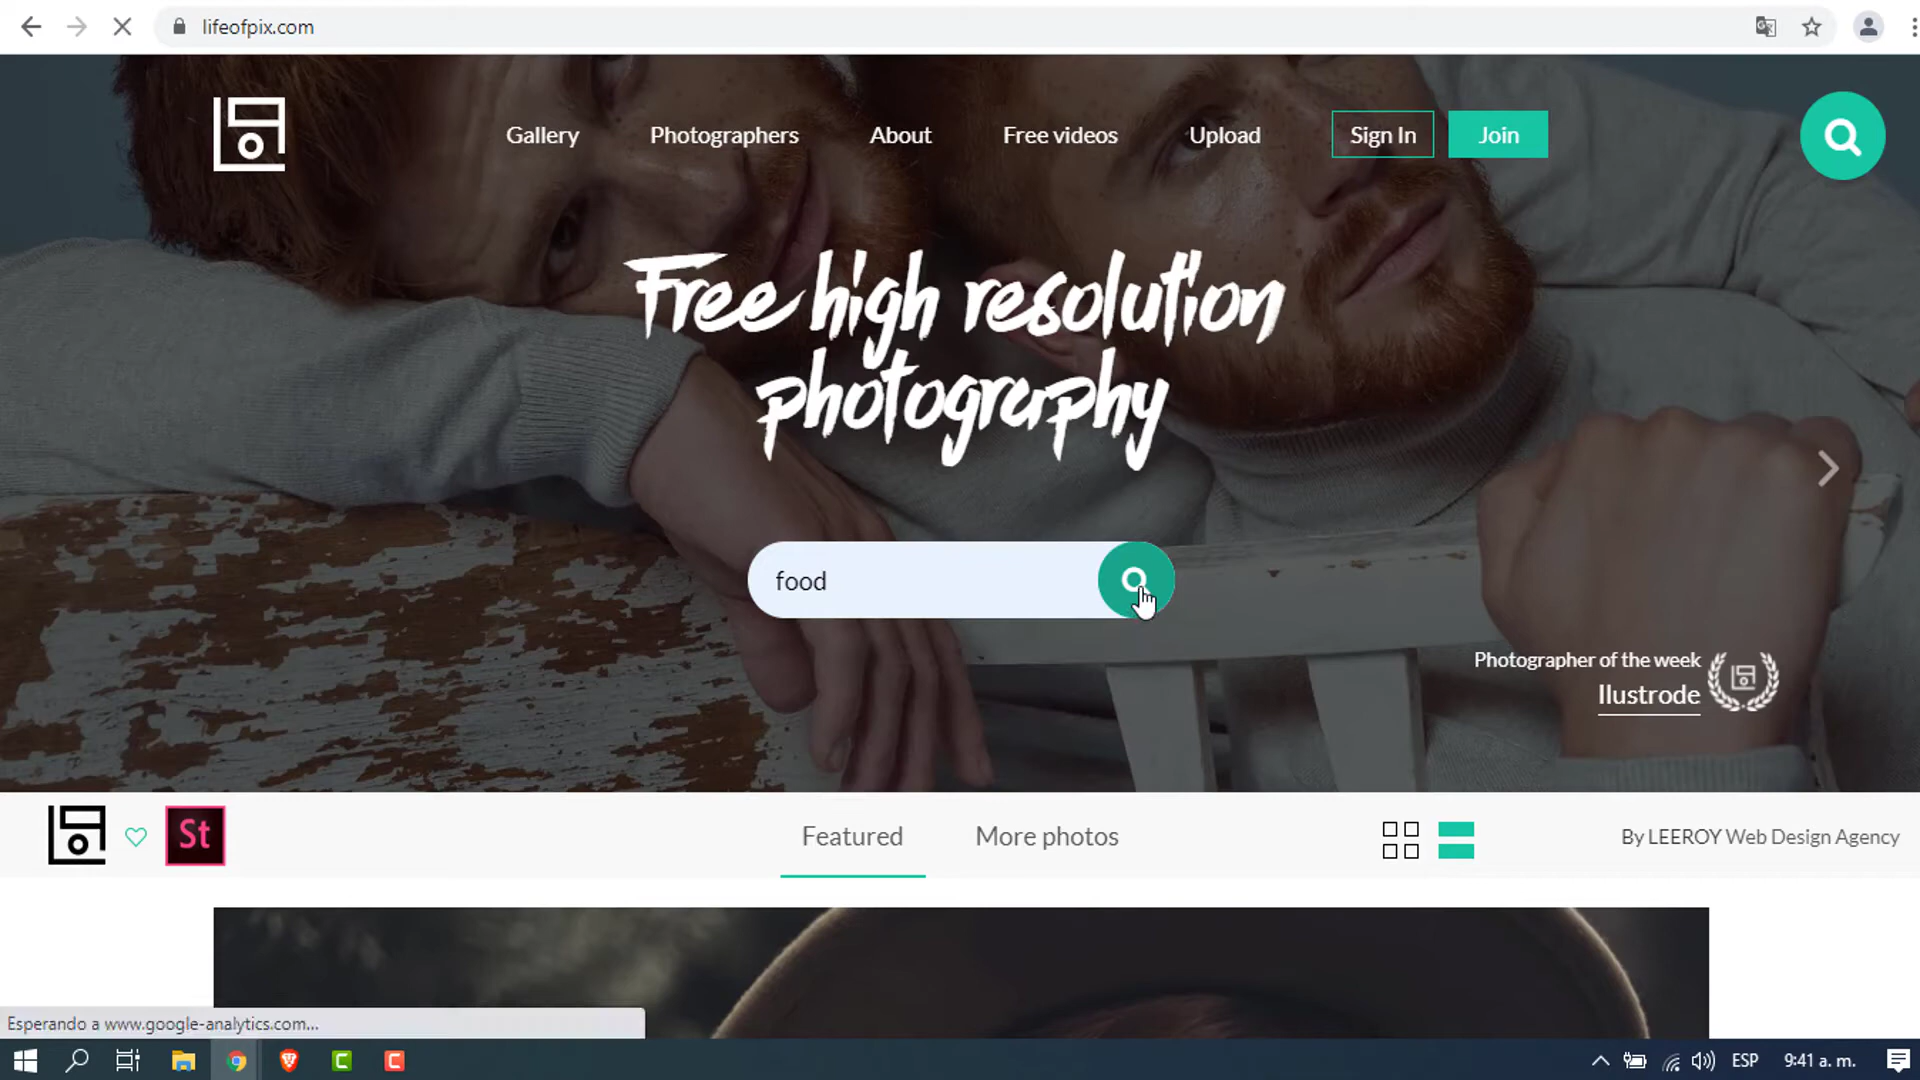 lifeofpix.com
Gallery
Photographers
About
Free videos
Upload
Sign In
Join
Free high resolution
photography
food
Photographer of the week
Ilustrode
St
Featured
More photos
By LEEROY Web Design Agency
Esperando a www.google-analytics.com...
ESP
9:41 a. m.